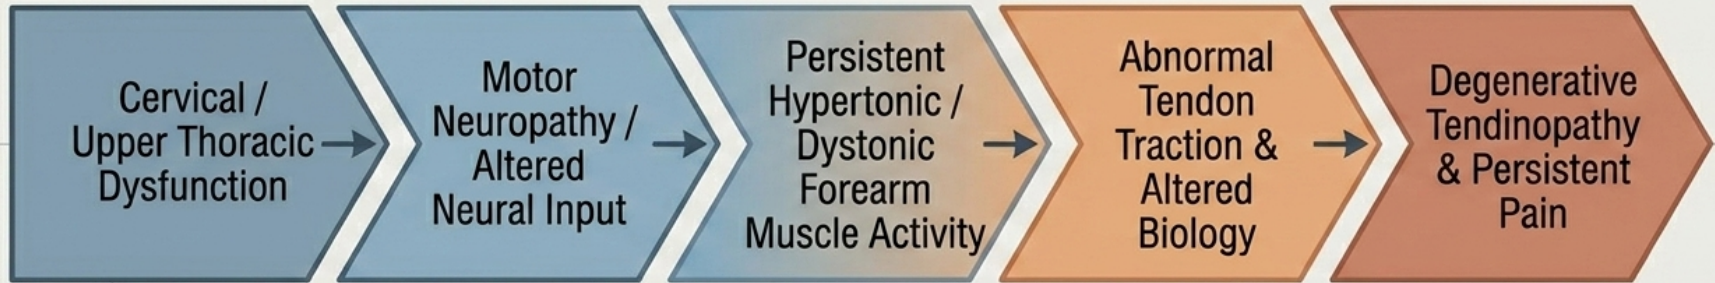 Cervical /
Upper Thoracic
Dysfunction
Motor
Neuropathy /
Altered
Neural Input
Persistent
Hypertonic /
Dystonic
Forearm
Muscle Activity
Abnormal
Tendon
Traction &
Altered
Biology
Degenerative
Tendinopathy
& Persistent
Pain